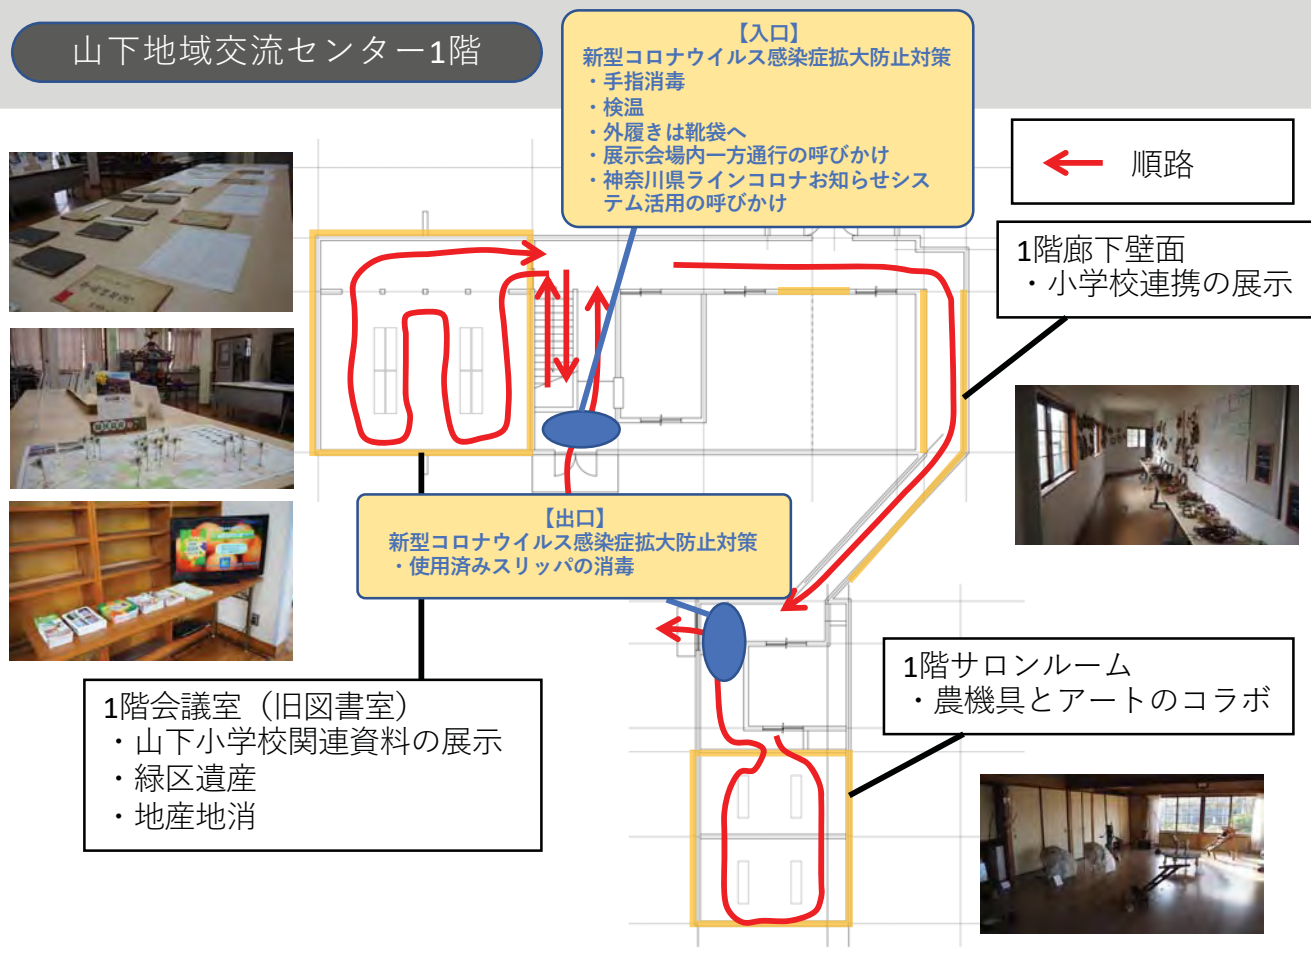 山下地域交流センター1階
【入口】
新型コロナウイルス感染症拡大防止対策
・手指消毒
・検温
・外履きは靴袋へ
・展示会場内一方通行の呼びかけ
・神奈川県ラインコロナお知らせシス
テム活用の呼びかけ
順路
1階廊下壁面
・小学校連携の展示
【出口】
新型コロナウイルス感染症拡大防止対策
・使用済みスリッパの消毒
1階会議室（旧図書室）
・山下小学校関連資料の展示
・緑区遺産
・地産地消
1階サロンルーム
・農機具とアートのコラボ